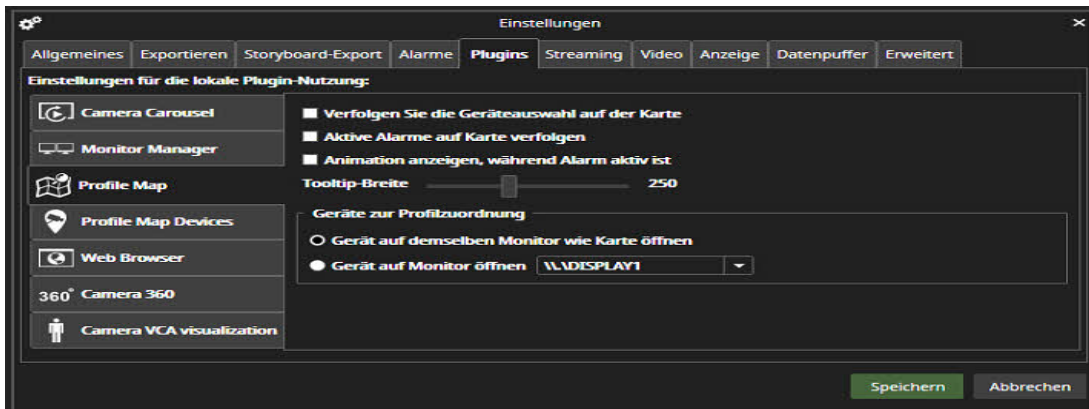 Einstellungen
Allgemeines Exportieren Storyboard-Export Alarme Plugins Streaming Video Anzeige Datenpuffer Erweitert
Einstellungen für die lokale Plugin-Nutzung:
Camera Carousel
Monitor Manager
Profile Map
Profile Map Devices
Web Browser
360° Camera 360
Camera VCA visualization
Verfolgen Sie die Geräteauswahl auf der Karte
Aktive Alarme auf Karte verfolgen
Animation anzeigen, während Alarm aktiv ist
Tooltip-Breite 250
Geräte zur Profilzuordnung
Gerät auf demselben Monitor wie Karte öffnen
Gerät auf Monitor öffnen \\.\DISPLAY1
Speichern Abbrechen